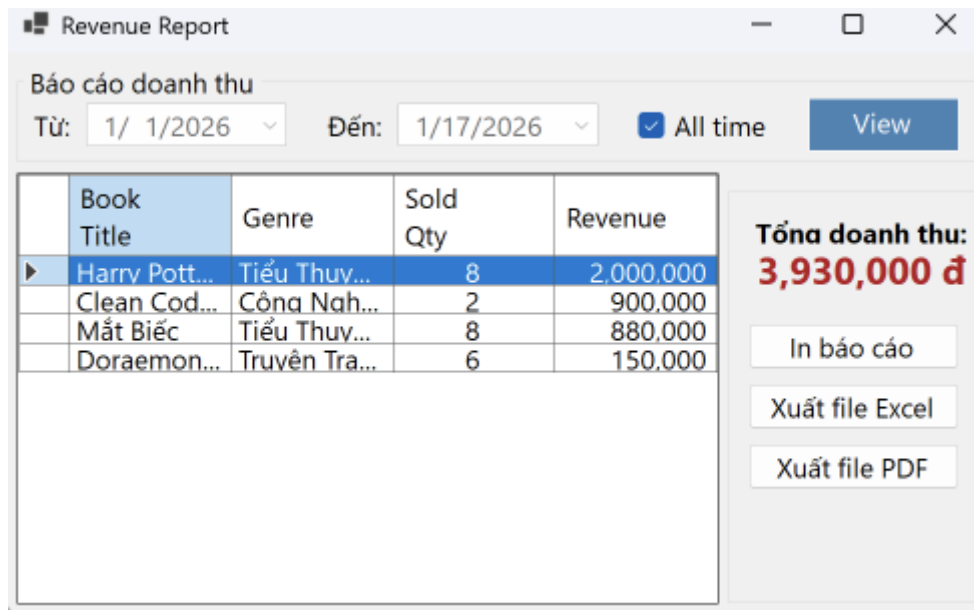 Revenue Report
Báo cáo doanh thu
Từ: 1/ 1/2026 Đến: 1/17/2026 All time View
Book Title Genre Sold Qty Revenue
Harry Pott... Tiểu Thuy... 8 2,000,000
Clean Cod... Công Ngh... 2 900,000
Mắt Biếc Tiểu Thuy... 8 880,000
Doraemon... Truyện Tra... 6 150,000
Tổng doanh thu:
3,930,000 đ
In báo cáo
Xuất file Excel
Xuất file PDF